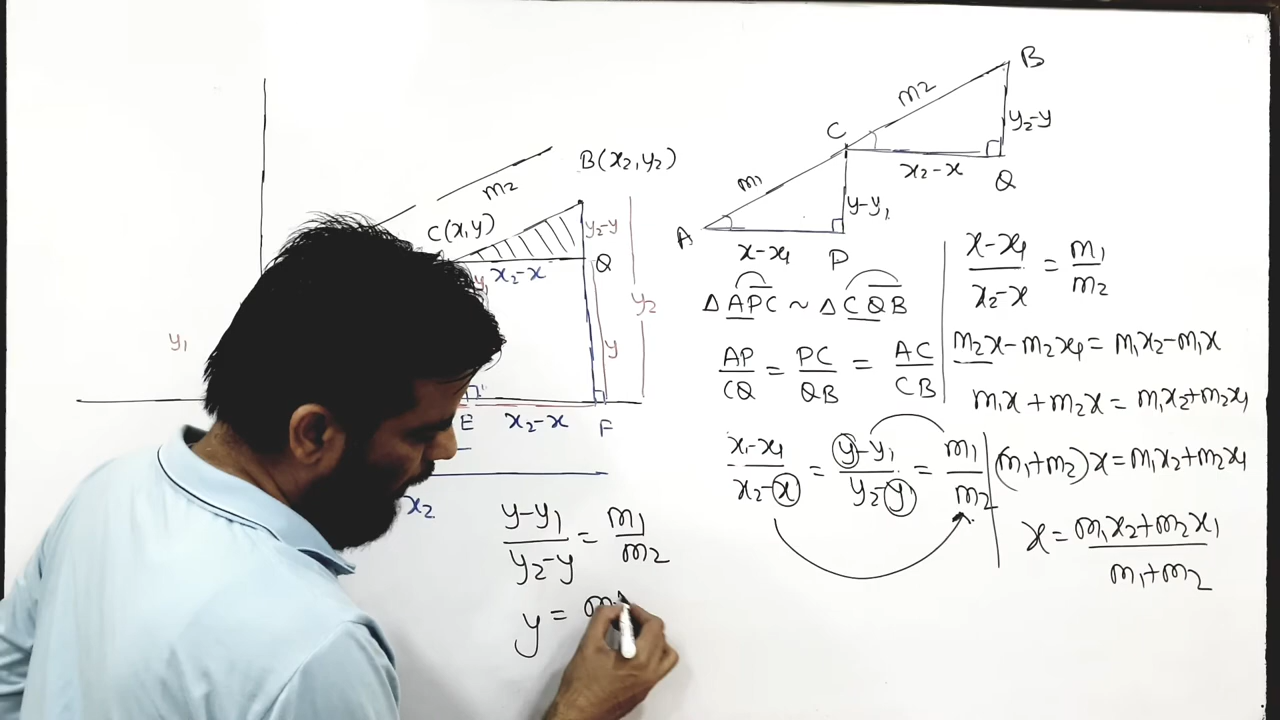 B(x₂, y₂)
m₂
C(x, y)
y₂-y
Q
x₂-x
y₁
y₂
y
E
x₂-x
F
x₂
y-y₁/y₂-y = m₁/m₂
y =
B
m₂
C
y₂-y
x₂-x
Q
m₁
y-y₁
A
x-x₁
P
Δ APC ~ Δ CQB
AP/CQ = PC/QB = AC/CB
x-x₁/x₂-x = y-y₁/y₂-y = m₁/m₂
x-x₁/x₂-x = m₁/m₂
m₂x-m₂x₁ = m₁x₂-m₁x
m₁x+m₂x = m₁x₂+m₂x₁
(m₁+m₂)x = m₁x₂+m₂x₁
x = m₁x₂+m₂x₁/m₁+m₂